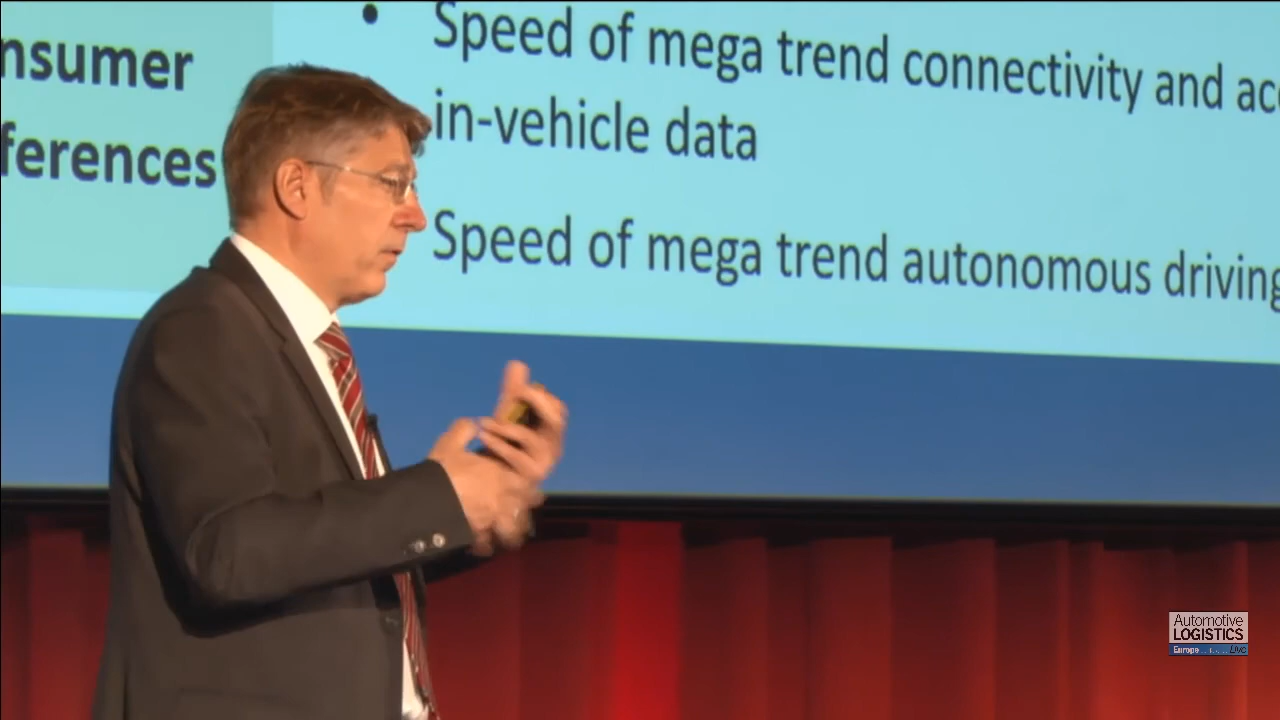 nsumer
ferences
• Speed of mega trend connectivity and acc
in-vehicle data
Speed of mega trend autonomous driving
Automotive
LOGISTICS
Europe
Live